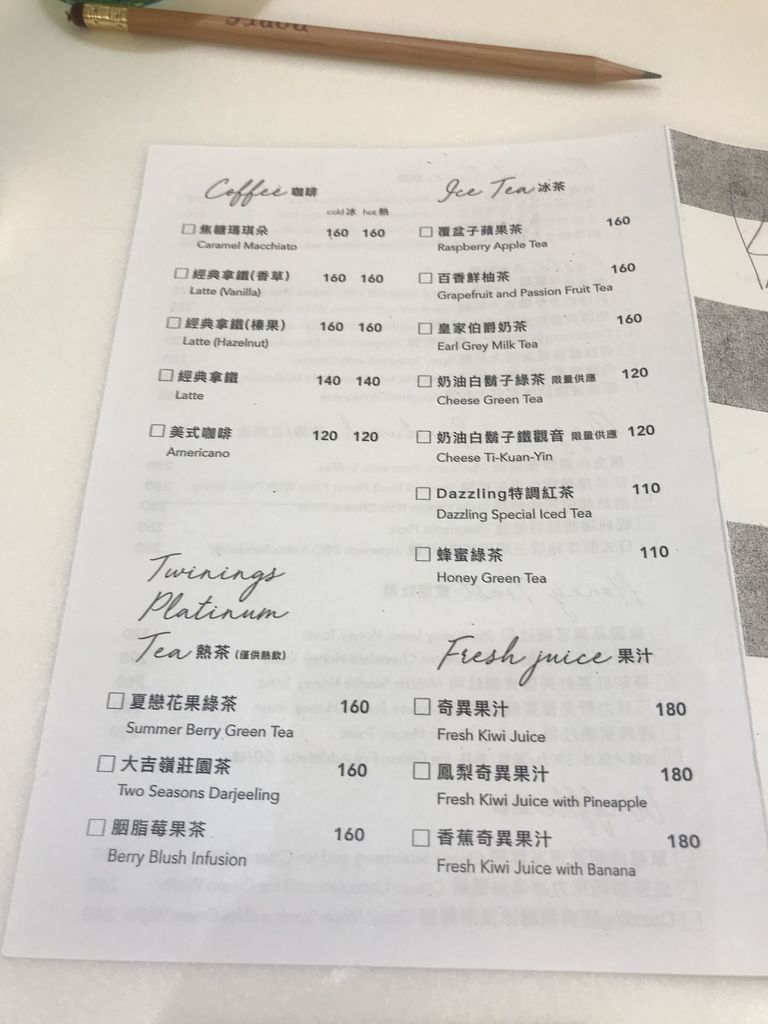 Coffee 咖啡
cold 冰 hot 熱
焦糖瑪琪朵 160 160
Caramel Macchiato
經典拿鐵(香草) 160 160
Latte (Vanilla)
經典拿鐵(榛果) 160 160
Latte (Hazelnut)
經典拿鐵 140 140
Latte
美式咖啡 120 120
Americano
Twinings
Platinum
Tea 熱茶 (僅供熱飲)
夏戀花果綠茶 160
Summer Berry Green Tea
大吉嶺莊園茶 160
Two Seasons Darjeeling
胭脂莓果茶 160
Berry Blush Infusion
Ice Tea 冰茶
覆盆子蘋果茶 160
Raspberry Apple Tea
百香鮮柚茶 160
Grapefruit and Passion Fruit Tea
皇家伯爵奶茶 160
Earl Grey Milk Tea
奶油白鬍子綠茶 限量供應 120
Cheese Green Tea
奶油白鬍子鐵觀音 限量供應 120
Cheese Ti-Kuan-Yin
Dazzling特調紅茶 110
Dazzling Special Iced Tea
蜂蜜綠茶 110
Honey Green Tea
Fresh juice 果汁
奇異果汁 180
Fresh Kiwi Juice
鳳梨奇異果汁 180
Fresh Kiwi Juice with Pineapple
香蕉奇異果汁 180
Fresh Kiwi Juice with Banana